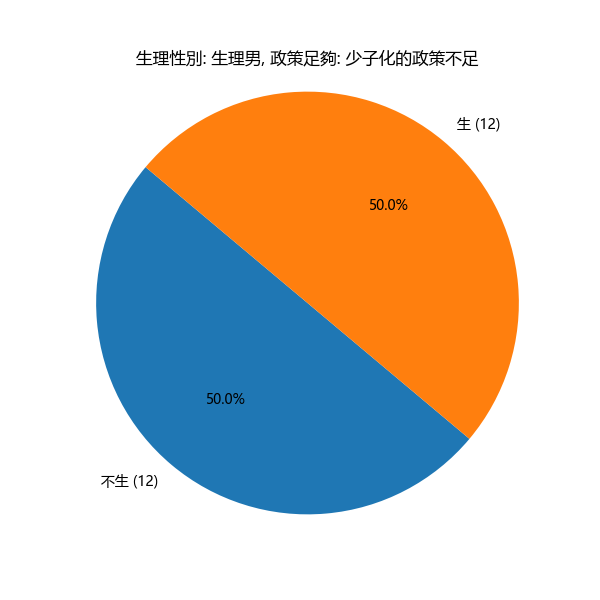 生理性別: 生理男, 政策足夠: 少子化的政策不足
生 (12)
50.0%
50.0%
不生 (12)